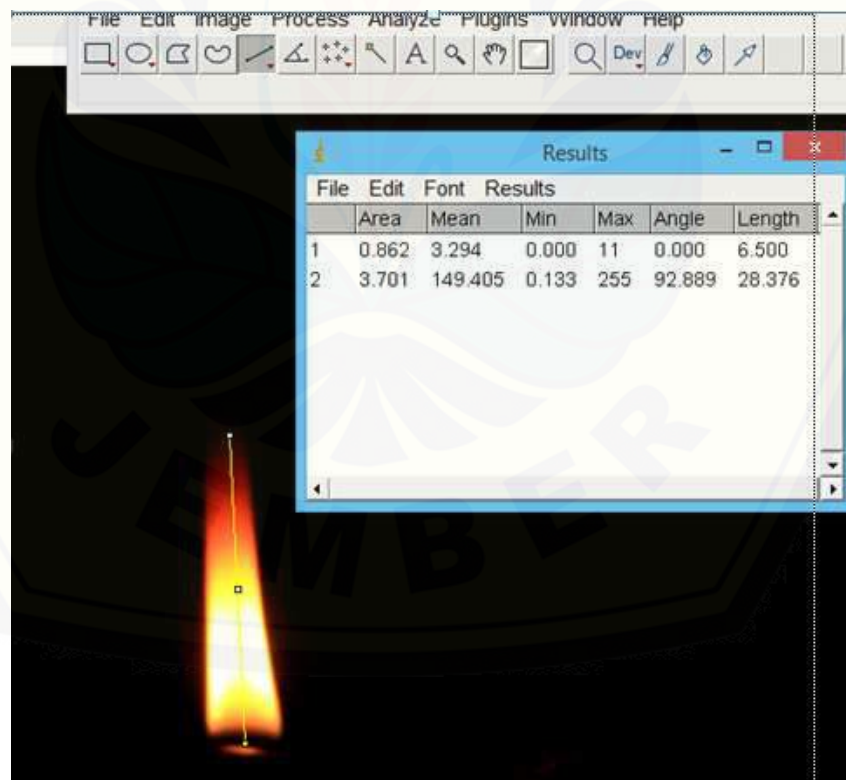 File Edit Image Process Analyze Plugins Window Help
A Dev
Results
File Edit Font Results
Area Mean Min Max Angle Length
1 0.862 3.294 0.000 11 0.000 6.500
2 3.701 149.405 0.133 255 92.889 28.376
JEMBER